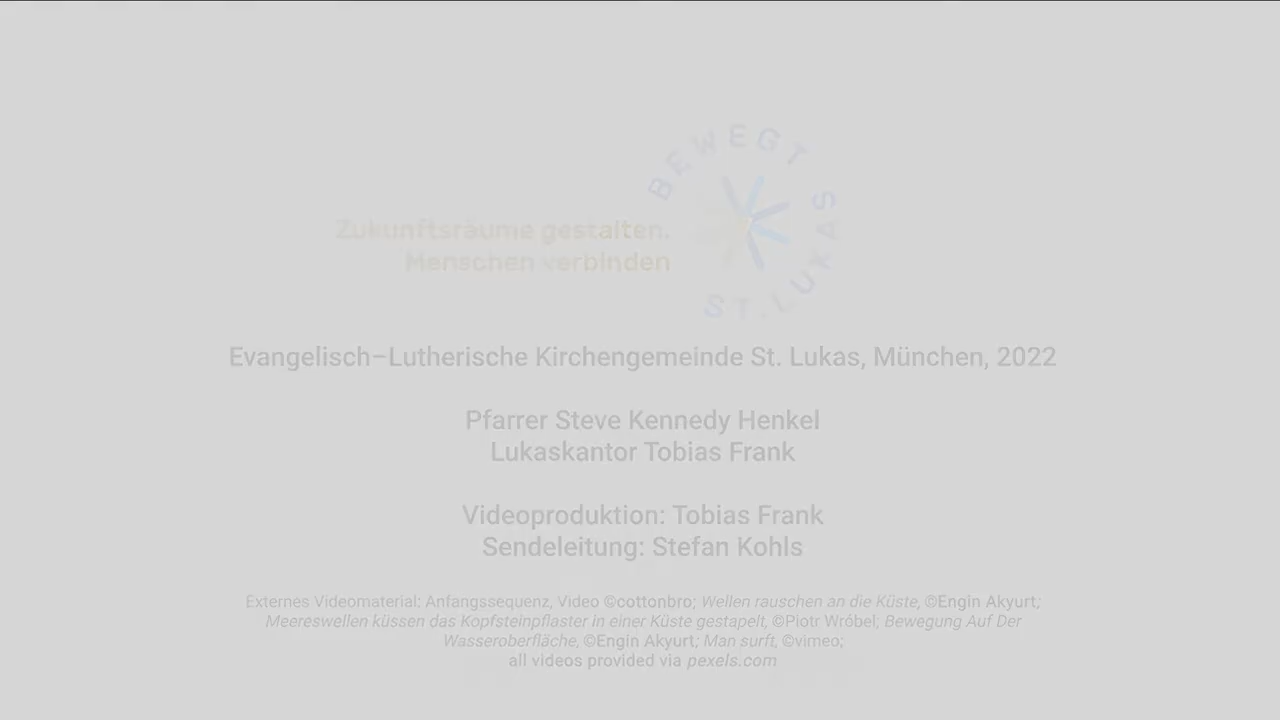 BEWEGT
ST. LUKAS
Zukunftsräume gestalten.
Menschen verbinden
Evangelisch–Lutherische Kirchengemeinde St. Lukas, München, 2022
Pfarrer Steve Kennedy Henkel
Lukaskantor Tobias Frank
Videoproduktion: Tobias Frank
Sendeleitung: Stefan Kohls
Externes Videomaterial: Anfangssequenz, Video ©cottonbro; Wellen rauschen an die Küste, ©Engin Akyurt;
Meereswellen küssen das Kopfsteinpflaster in einer Küste gestapelt, ©Piotr Wróbel; Bewegung Auf Der
Wasseroberfläche, ©Engin Akyurt; Man surft, ©vimeo;
all videos provided via pexels.com